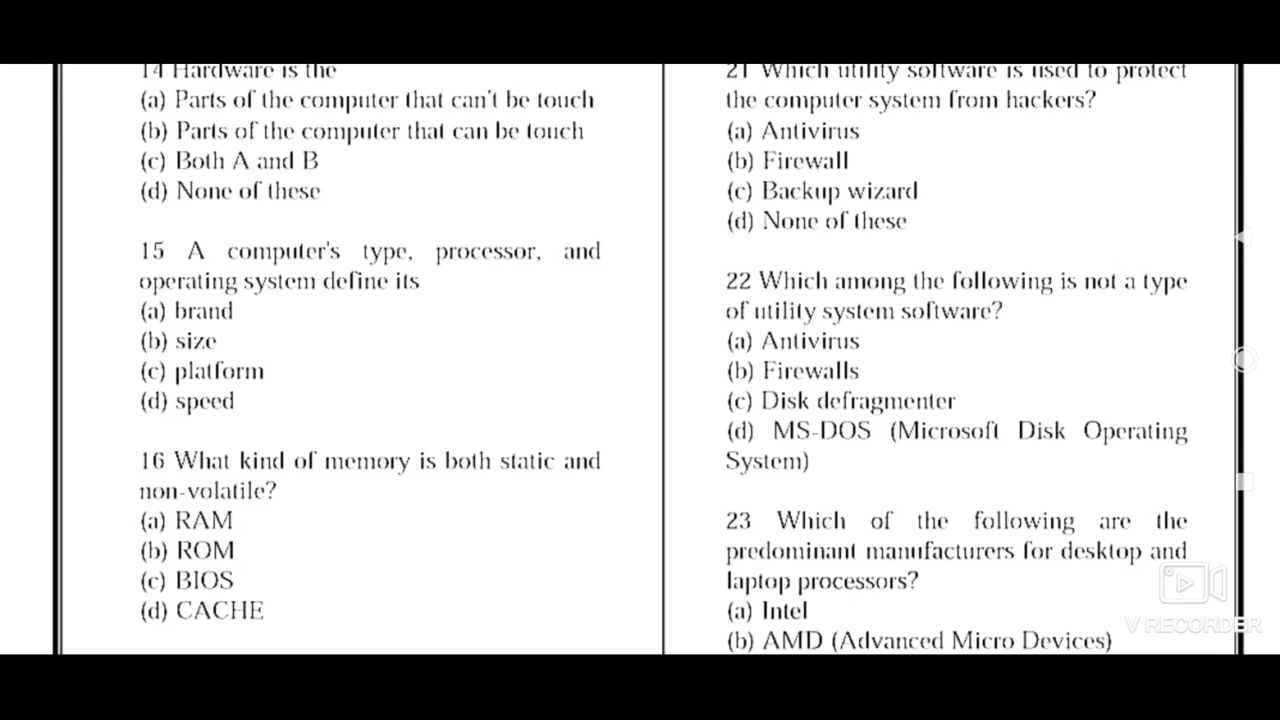 14 Hardware is the
(a) Parts of the computer that can't be touch
(b) Parts of the computer that can be touch
(c) Both A and B
(d) None of these
15 A computer's type, processor, and
operating system define its
(a) brand
(b) size
(c) platform
(d) speed
16 What kind of memory is both static and
non-volatile?
(a) RAM
(b) ROM
(c) BIOS
(d) CACHE
21 Which utility software is used to protect
the computer system from hackers?
(a) Antivirus
(b) Firewall
(c) Backup wizard
(d) None of these
22 Which among the following is not a type
of utility system software?
(a) Antivirus
(b) Firewalls
(c) Disk defragmenter
(d) MS-DOS (Microsoft Disk Operating
System)
23 Which of the following are the
predominant manufacturers for desktop and
laptop processors?
(a) Intel
(b) AMD (Advanced Micro Devices)
V RECORDER